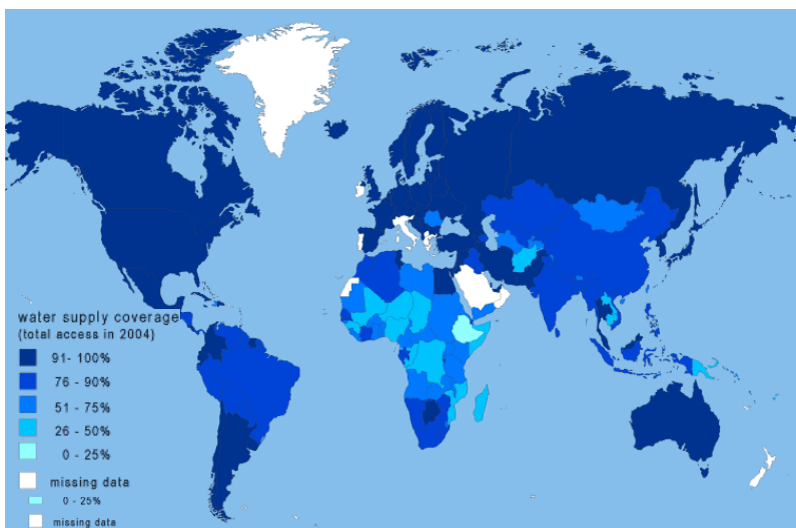 water supply coverage
(total access in 2004)
91- 100%
76 - 90%
51 - 75%
26 - 50%
0 - 25%
missing data
0 - 25%
missing data